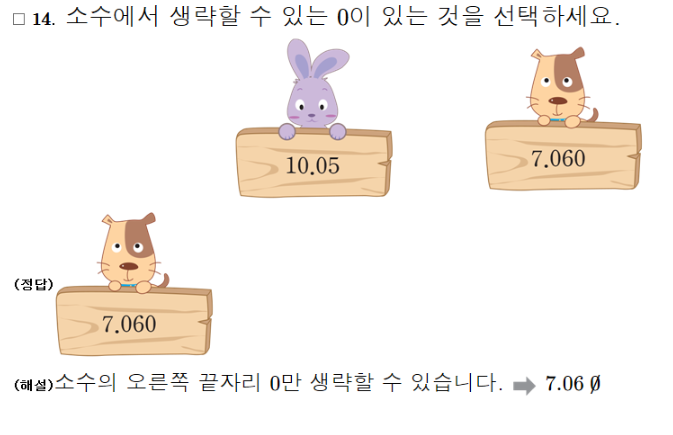 □ 14. 소수에서 생략할 수 있는 0이 있는 것을 선택하세요.
10.05
7.060
(정답)
7.060
(해설)소수의 오른쪽 끝자리 0만 생략할 수 있습니다. ➡ 7.06 0̸